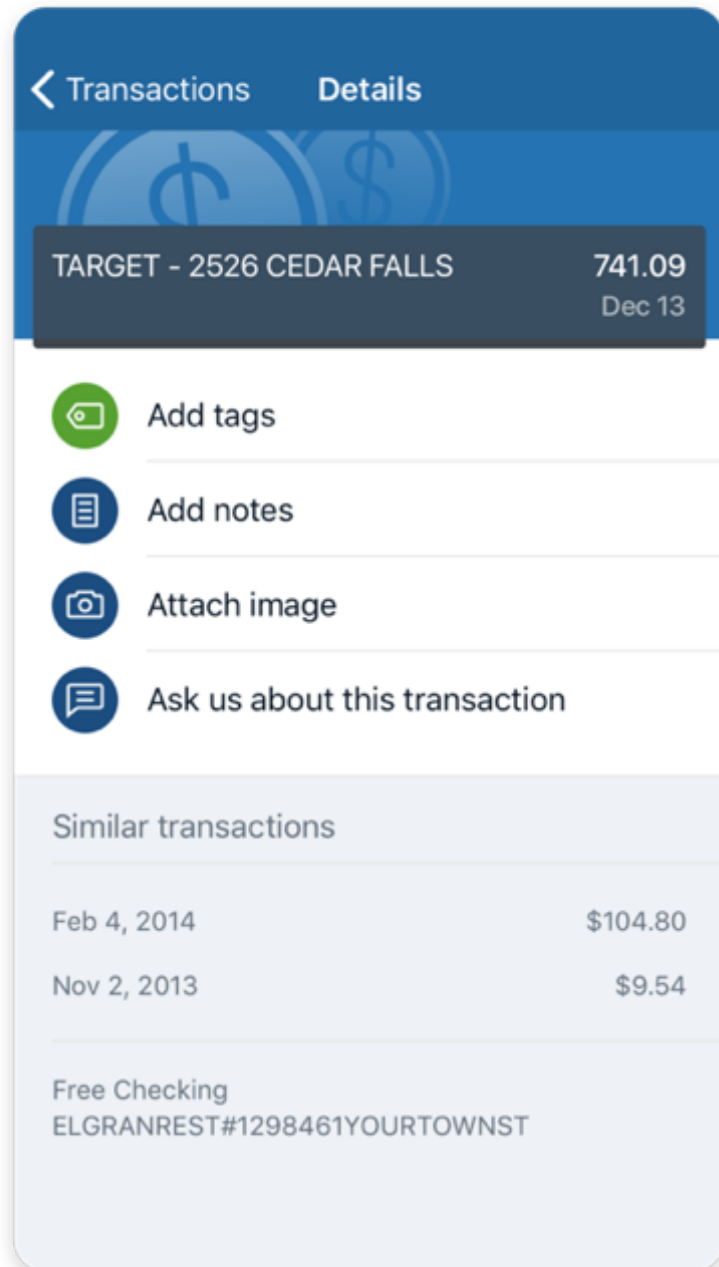 Transactions Details
TARGET - 2526 CEDAR FALLS 741.09
Dec 13
Add tags
Add notes
Attach image
Ask us about this transaction
Similar transactions
Feb 4, 2014 $104.80
Nov 2, 2013 $9.54
Free Checking
ELGRANREST#1298461YOURTOWNST